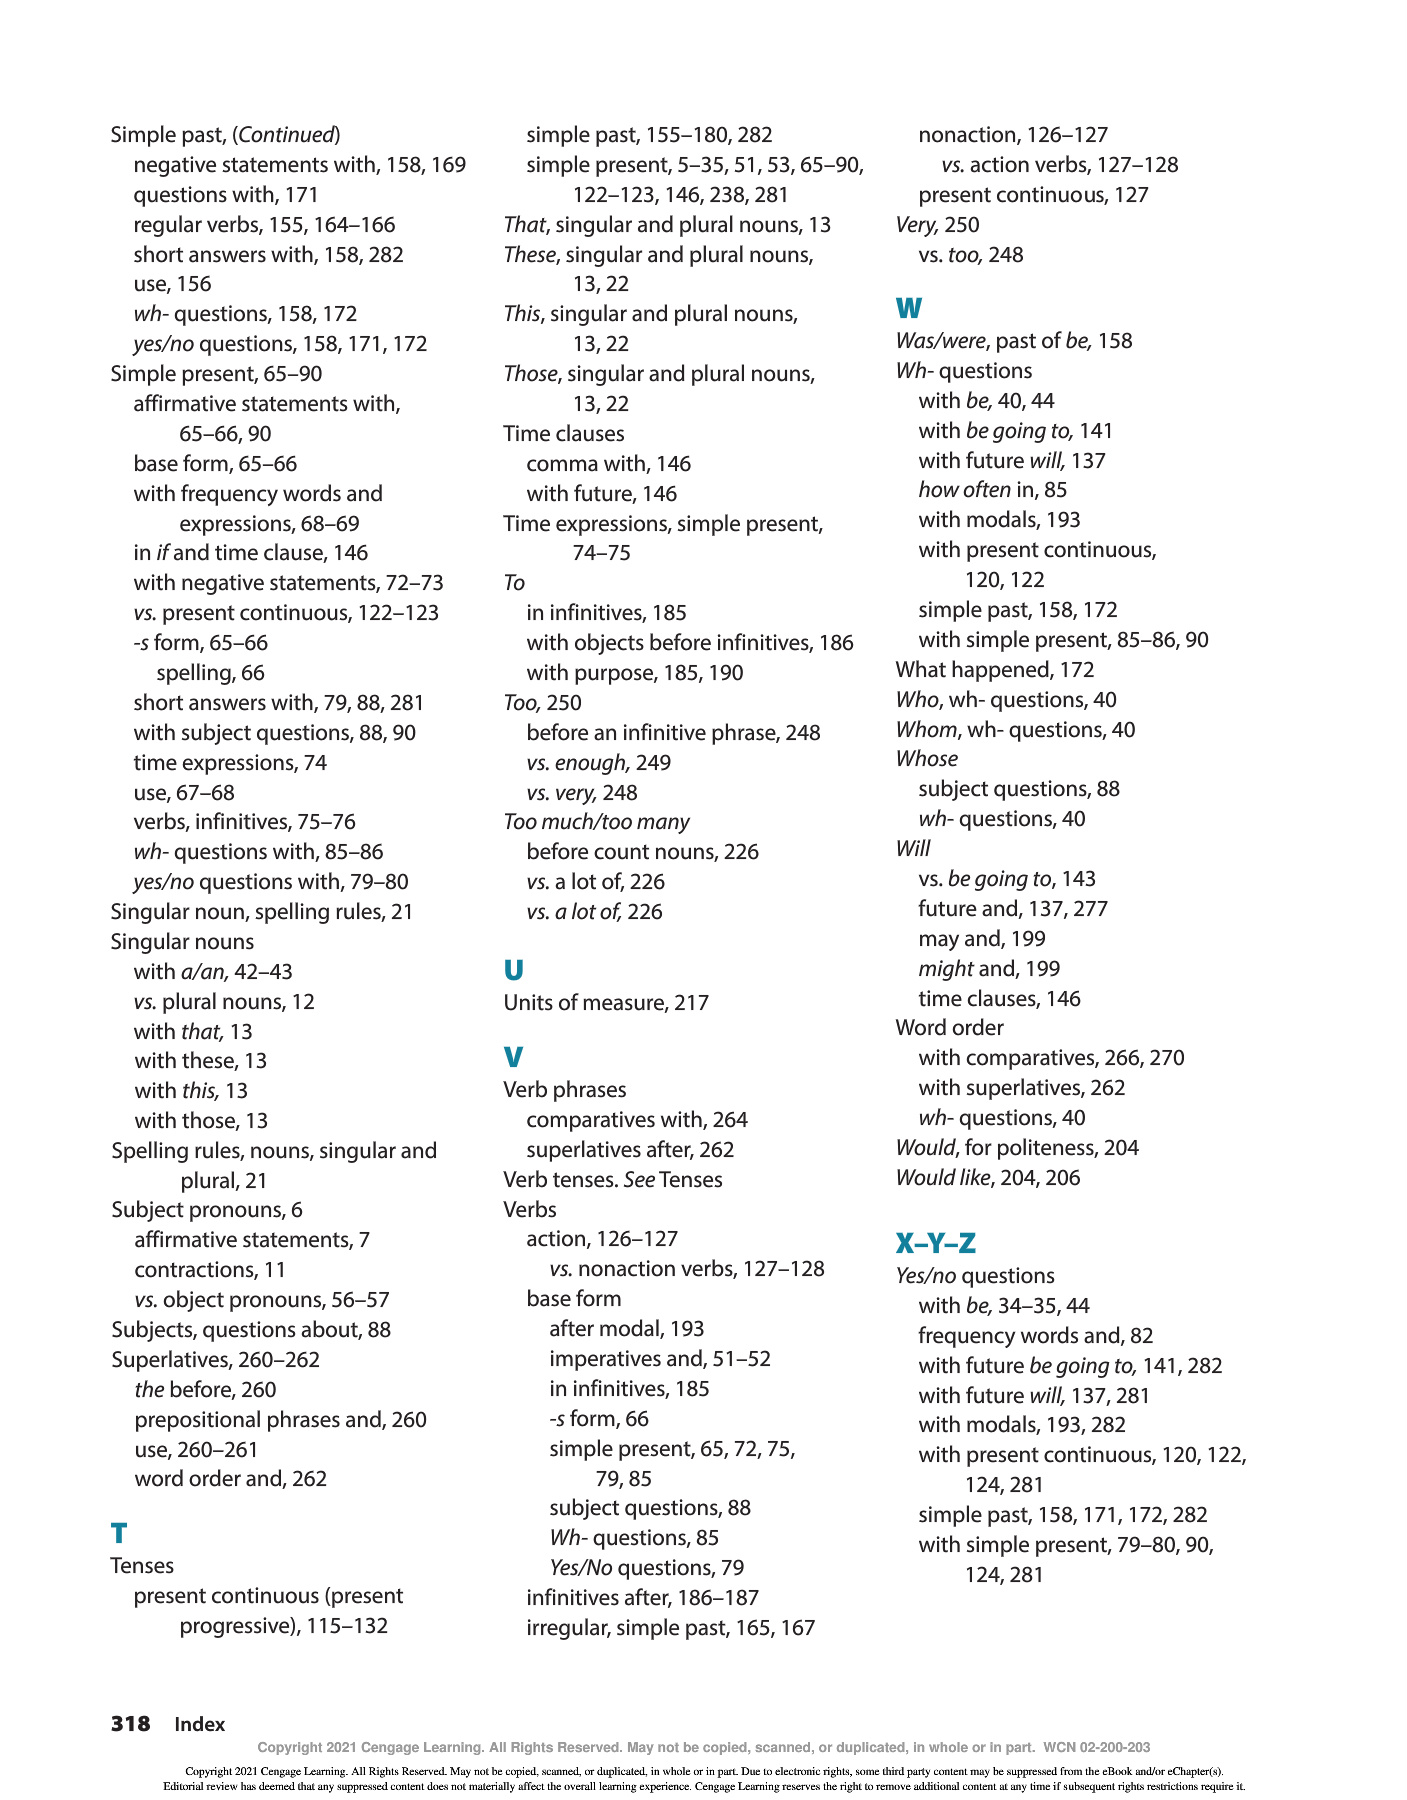 Simple past, (Continued)
negative statements with, 158, 169
questions with, 171
regular verbs, 155, 164–166
short answers with, 158, 282
use, 156
wh- questions, 158, 172
yes/no questions, 158, 171, 172
Simple present, 65–90
affirmative statements with,
65–66, 90
base form, 65–66
with frequency words and
expressions, 68–69
in if and time clause, 146
with negative statements, 72–73
vs. present continuous, 122–123
-s form, 65–66
spelling, 66
short answers with, 79, 88, 281
with subject questions, 88, 90
time expressions, 74
use, 67–68
verbs, infinitives, 75–76
wh- questions with, 85–86
yes/no questions with, 79–80
Singular noun, spelling rules, 21
Singular nouns
with a/an, 42–43
vs. plural nouns, 12
with that, 13
with these, 13
with this, 13
with those, 13
Spelling rules, nouns, singular and
plural, 21
Subject pronouns, 6
affirmative statements, 7
contractions, 11
vs. object pronouns, 56–57
Subjects, questions about, 88
Superlatives, 260–262
the before, 260
prepositional phrases and, 260
use, 260–261
word order and, 262
T
Tenses
present continuous (present
progressive), 115–132
simple past, 155–180, 282
simple present, 5–35, 51, 53, 65–90,
122–123, 146, 238, 281
That, singular and plural nouns, 13
These, singular and plural nouns,
13, 22
This, singular and plural nouns,
13, 22
Those, singular and plural nouns,
13, 22
Time clauses
comma with, 146
with future, 146
Time expressions, simple present,
74–75
To
in infinitives, 185
with objects before infinitives, 186
with purpose, 185, 190
Too, 250
before an infinitive phrase, 248
vs. enough, 249
vs. very, 248
Too much/too many
before count nouns, 226
vs. a lot of, 226
vs. a lot of, 226
U
Units of measure, 217
V
Verb phrases
comparatives with, 264
superlatives after, 262
Verb tenses. See Tenses
Verbs
action, 126–127
vs. nonaction verbs, 127–128
base form
after modal, 193
imperatives and, 51–52
in infinitives, 185
-s form, 66
simple present, 65, 72, 75,
79, 85
subject questions, 88
Wh- questions, 85
Yes/No questions, 79
infinitives after, 186–187
irregular, simple past, 165, 167
nonaction, 126–127
vs. action verbs, 127–128
present continuous, 127
Very, 250
vs. too, 248
W
Was/were, past of be, 158
Wh- questions
with be, 40, 44
with be going to, 141
with future will, 137
how often in, 85
with modals, 193
with present continuous,
120, 122
simple past, 158, 172
with simple present, 85–86, 90
What happened, 172
Who, wh- questions, 40
Whom, wh- questions, 40
Whose
subject questions, 88
wh- questions, 40
Will
vs. be going to, 143
future and, 137, 277
may and, 199
might and, 199
time clauses, 146
Word order
with comparatives, 266, 270
with superlatives, 262
wh- questions, 40
Would, for politeness, 204
Would like, 204, 206
X–Y–Z
Yes/no questions
with be, 34–35, 44
frequency words and, 82
with future be going to, 141, 282
with future will, 137, 281
with modals, 193, 282
with present continuous, 120, 122,
124, 281
simple past, 158, 171, 172, 282
with simple present, 79–80, 90,
124, 281
318 Index
Copyright 2021 Cengage Learning. All Rights Reserved. May not be copied, scanned, or duplicated, in whole or in part. WCN 02-200-203
Copyright 2021 Cengage Learning. All Rights Reserved. May not be copied, scanned, or duplicated, in whole or in part. Due to electronic rights, some third party content may be suppressed from the eBook and/or eChapter(s).
Editorial review has deemed that any suppressed content does not materially affect the overall learning experience. Cengage Learning reserves the right to remove additional content at any time if subsequent rights restrictions require it.